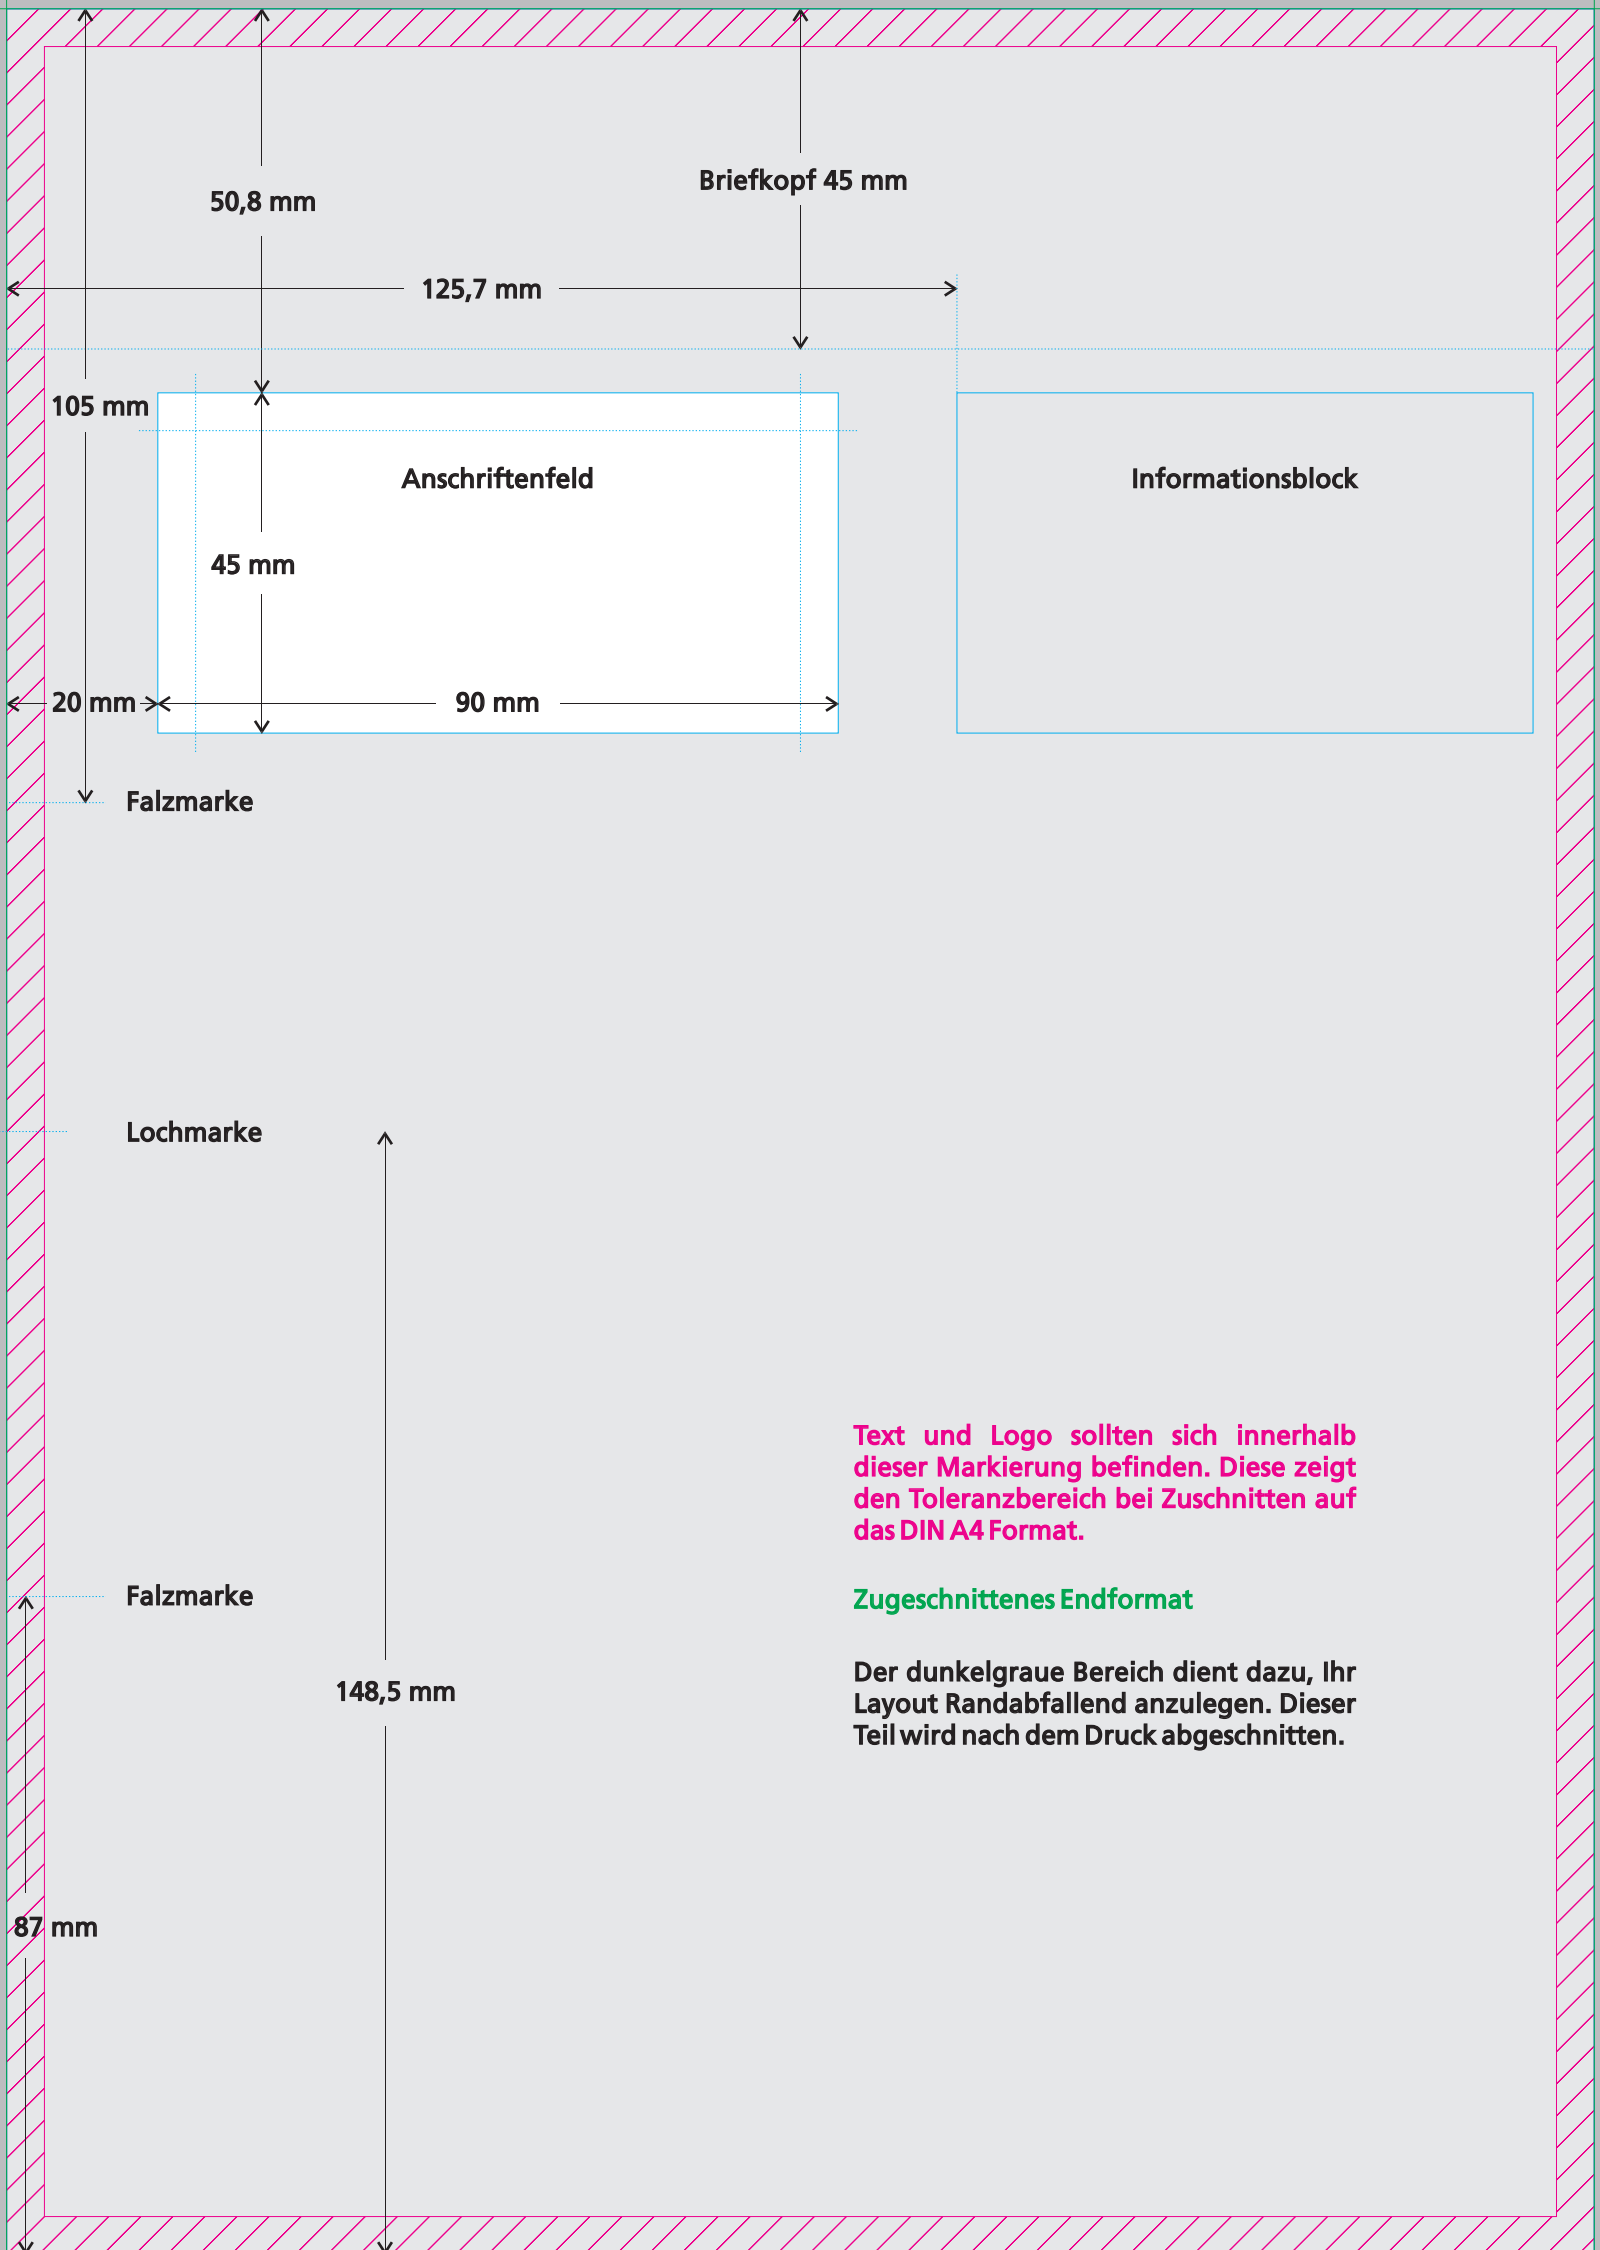 Briefkopf 45 mm
50,8 mm
125,7 mm
105 mm
Anschriftenfeld
Informationsblock
45 mm
20 mm
90 mm
Falzmarke
Lochmarke
Text und Logo sollten sich innerhalb
dieser Markierung befinden. Diese zeigt
den Toleranzbereich bei Zuschnitten auf
das DIN A4 Format.
Falzmarke
Zugeschnittenes Endformat
Der dunkelgraue Bereich dient dazu, Ihr
Layout Randabfallend anzulegen. Dieser
Teil wird nach dem Druck abgeschnitten.
148,5 mm
87 mm